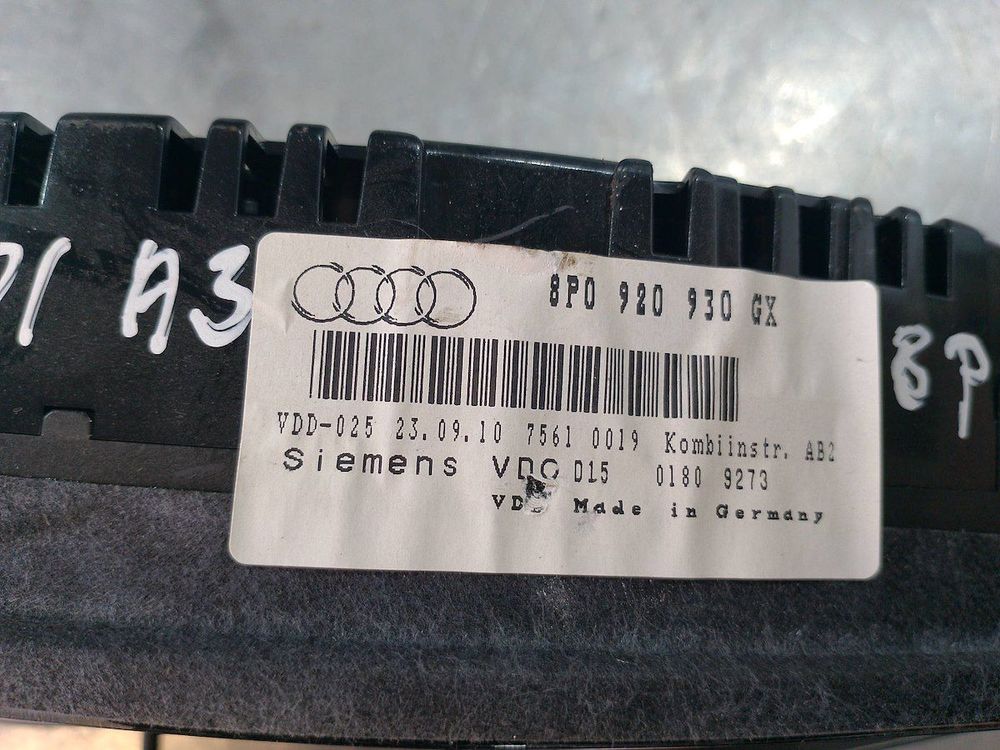 A3
8P0 920 930 GX
VDD-025 23.09.10 7561 0019 Kombiinstr. AB2
Siemens VDO D15 0180 9273
Made in Germany
8P